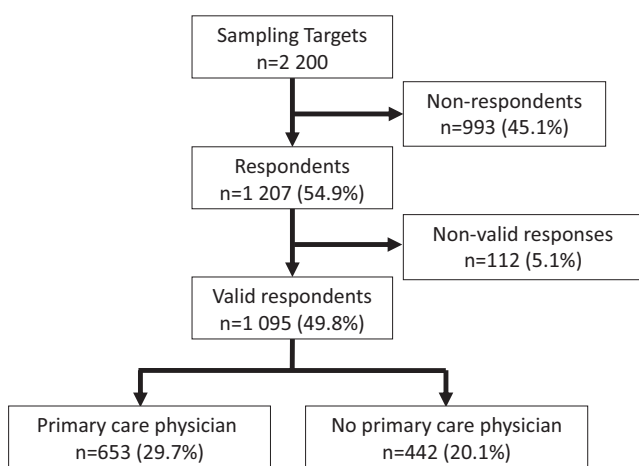 Sampling Targets
n=2 200
Non-respondents
n=993 (45.1%)
Respondents
n=1 207 (54.9%)
Non-valid responses
n=112 (5.1%)
Valid respondents
n=1 095 (49.8%)
Primary care physician
n=653 (29.7%)
No primary care physician
n=442 (20.1%)